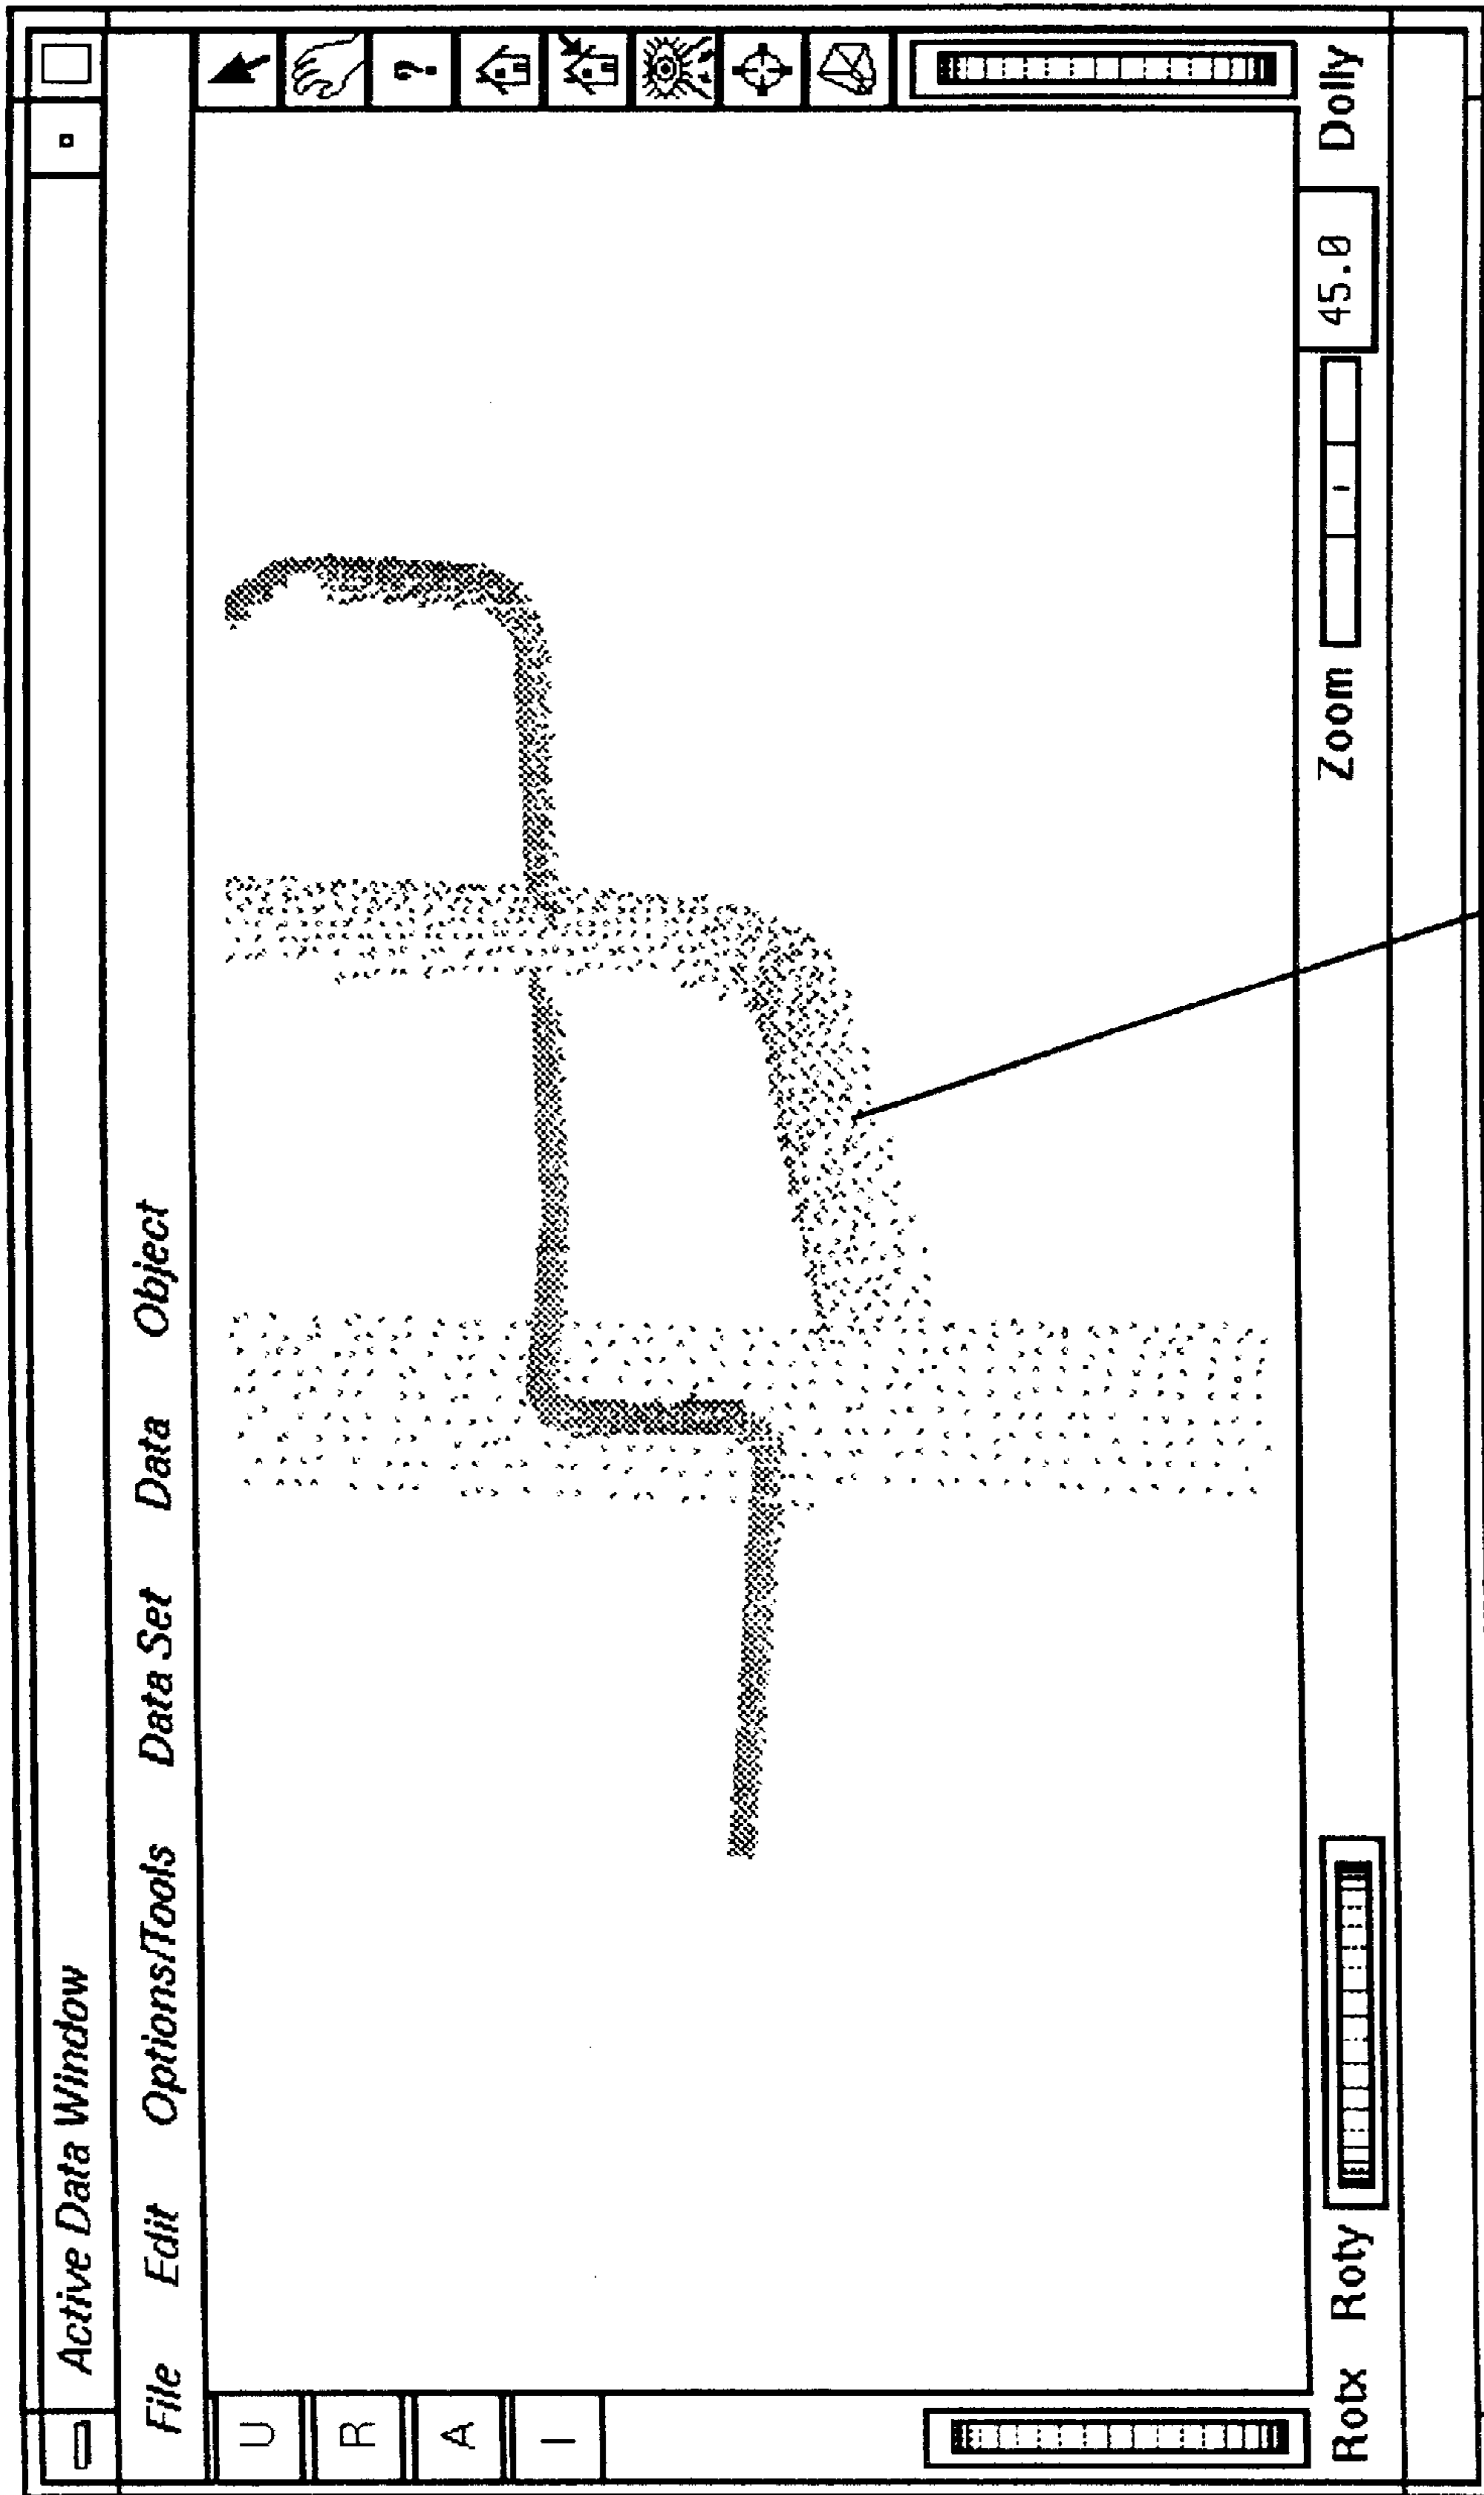 Active Data Window
File Edit Options/Tools Data Set Data Object
U
R
A
I
?
Rotx Roty Zoom 45.0 Dolly